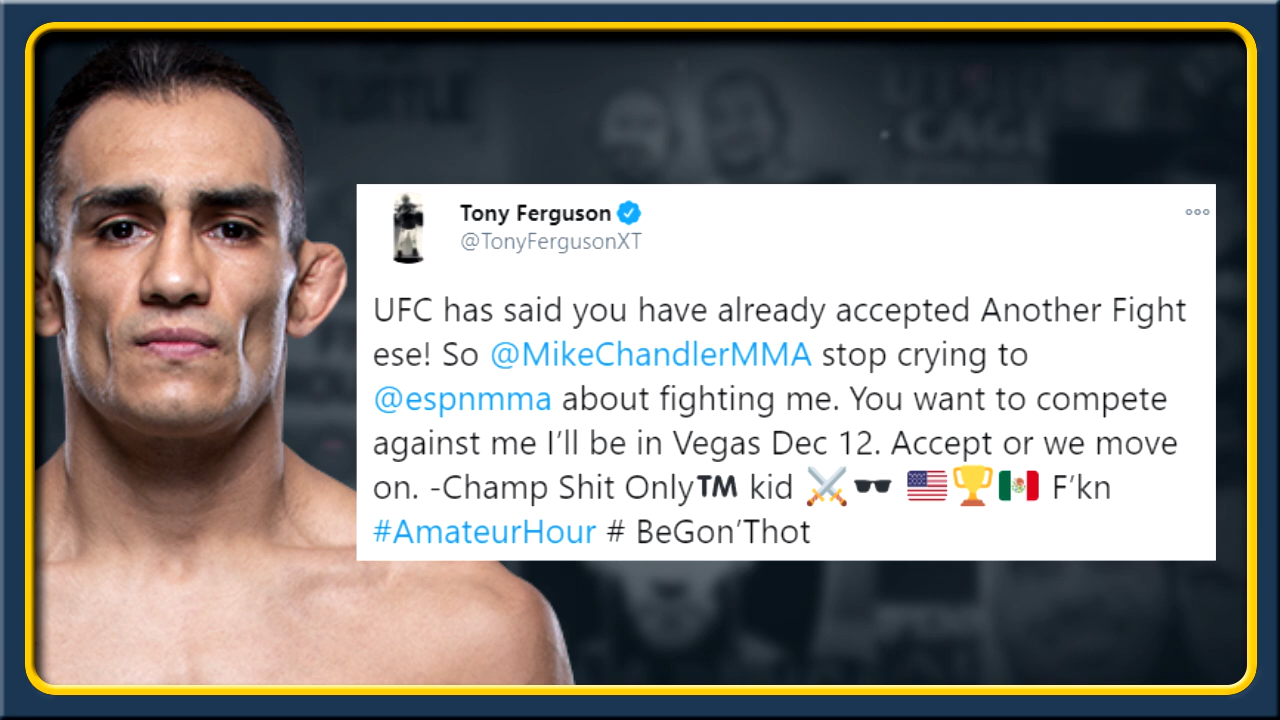 Tony Ferguson
@TonyFergusonXT
UFC has said you have already accepted Another Fight
ese! So @MikeChandlerMMA stop crying to
@espnmma about fighting me. You want to compete
against me I’ll be in Vegas Dec 12. Accept or we move
on. -Champ Shit Only™ kid ⚔️🕶️ 🇺🇸🏆🇲🇽 F’kn
#AmateurHour # BeGon’Thot